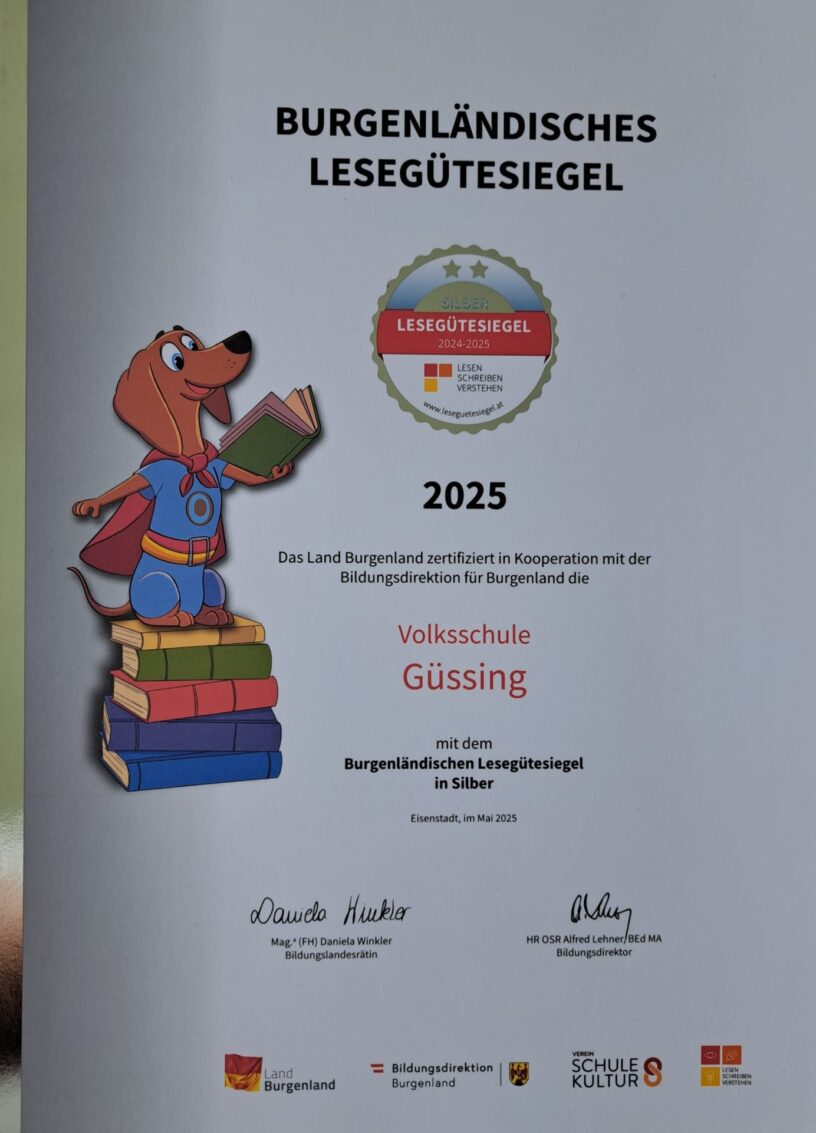 BURGENLÄNDISCHES
LESEGÜTESIEGEL
SILBER
LESEGÜTESIEGEL
2024-2025
LESEN
SCHREIBEN
VERSTEHEN
www.leseguetesiegel.at
2025
Das Land Burgenland zertifiziert in Kooperation mit der
Bildungsdirektion für Burgenland die
Volksschule
Güssing
mit dem
Burgenländischen Lesegütesiegel
in Silber
Eisenstadt, im Mai 2025
Daniela Winkler
Mag.ᵃ (FH) Daniela Winkler
Bildungslandesrätin
HR OSR Alfred Lehner, BEd MA
Bildungsdirektor
Land
Burgenland
Bildungsdirektion
Burgenland
VEREIN
SCHULE
KULTUR
LESEN
SCHREIBEN
VERSTEHEN